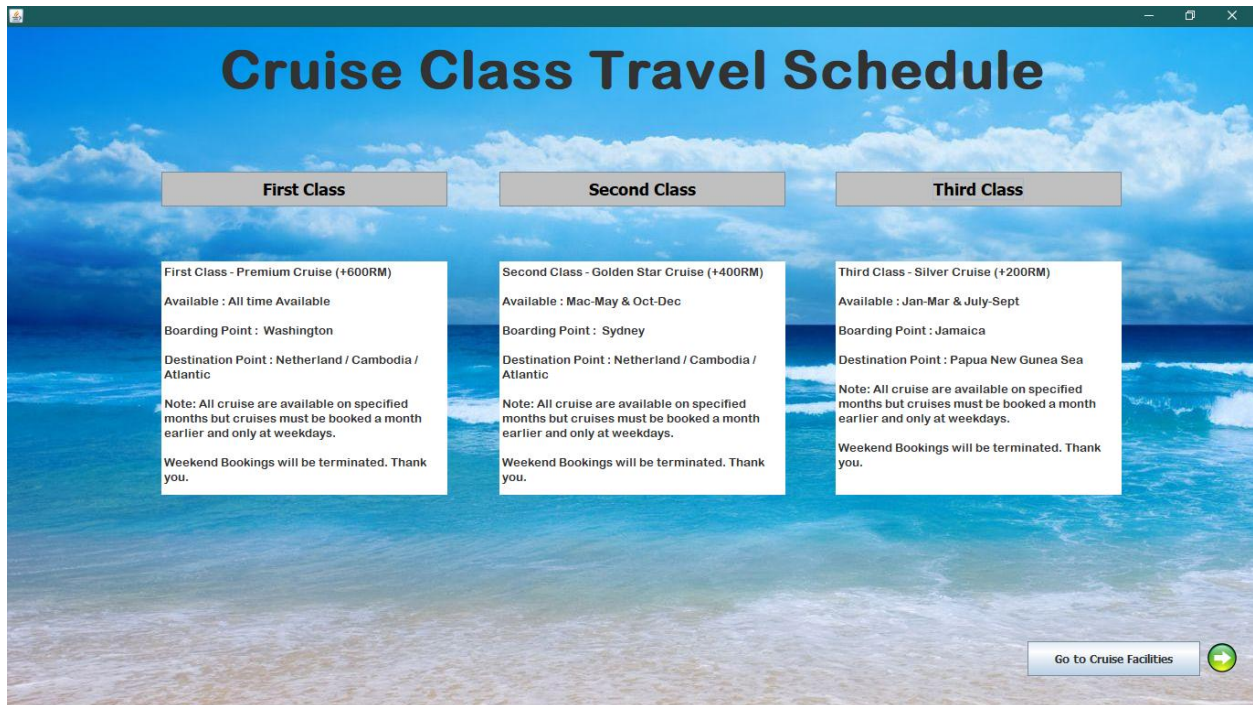 Cruise Class Travel Schedule
First Class
Second Class
Third Class
First Class - Premium Cruise (+600RM)
Available : All time Available
Boarding Point : Washington
Destination Point : Netherland / Cambodia /
Atlantic
Note: All cruise are available on specified
months but cruises must be booked a month
earlier and only at weekdays.
Weekend Bookings will be terminated. Thank
you.
Second Class - Golden Star Cruise (+400RM)
Available : Mac-May & Oct-Dec
Boarding Point : Sydney
Destination Point : Netherland / Cambodia /
Atlantic
Note: All cruise are available on specified
months but cruises must be booked a month
earlier and only at weekdays.
Weekend Bookings will be terminated. Thank
you.
Third Class - Silver Cruise (+200RM)
Available : Jan-Mar & July-Sept
Boarding Point : Jamaica
Destination Point : Papua New Gunea Sea
Note: All cruise are available on specified
months but cruises must be booked a month
earlier and only at weekdays.
Weekend Bookings will be terminated. Thank
you.
Go to Cruise Facilities